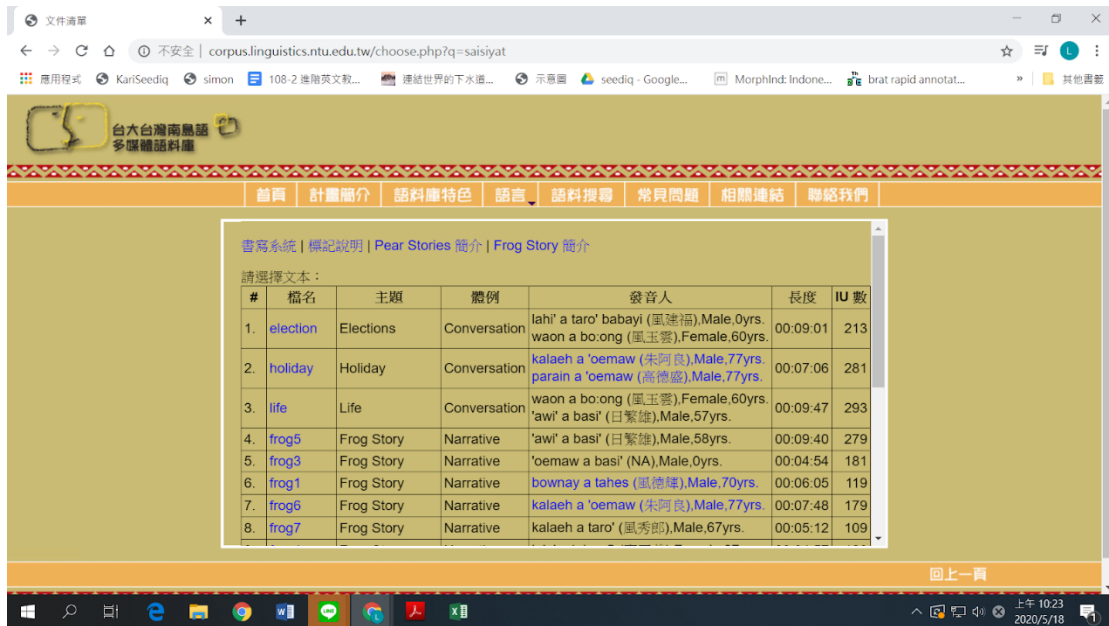 文件清單
不安全 | corpus.linguistics.ntu.edu.tw/choose.php?q=saisiyat
應用程式 KariSeediq simon 108-2 進階英文教... 連結世界的下水道... 示意圖 seediq - Google... MorphInd: Indone... brat rapid annotat... » 其他書籤
台大台灣南島語
多媒體語料庫
首頁 計畫簡介 語料庫特色 語言 語料搜尋 常見問題 相關連結 聯絡我們
書寫系統 | 標記說明 | Pear Stories 簡介 | Frog Story 簡介
請選擇文本：
# 檔名 主題 體例 發音人 長度 IU 數
1. election Elections Conversation lahi' a taro' babayi (風建福),Male,0yrs. 00:09:01 213
waon a bo:ong (風玉雲),Female,60yrs.
2. holiday Holiday Conversation kalaeh a 'oemaw (朱阿良),Male,77yrs. 00:07:06 281
parain a 'oemaw (高德盛),Male,77yrs.
3. life Life Conversation waon a bo:ong (風玉雲),Female,60yrs. 00:09:47 293
'awi' a basi' (日繁雄),Male,57yrs.
4. frog5 Frog Story Narrative 'awi' a basi' (日繁雄),Male,58yrs. 00:09:40 279
5. frog3 Frog Story Narrative 'oemaw a basi' (NA),Male,0yrs. 00:04:54 181
6. frog1 Frog Story Narrative bownay a tahes (風德輝),Male,70yrs. 00:06:05 119
7. frog6 Frog Story Narrative kalaeh a 'oemaw (朱阿良),Male,77yrs. 00:07:48 179
8. frog7 Frog Story Narrative kalaeh a taro' (風秀郎),Male,67yrs. 00:05:12 109
回上一頁
上午 10:23
2020/5/18